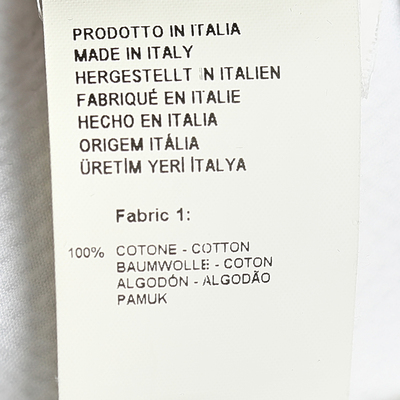 PRODOTTO IN ITALIA
MADE IN ITALY
HERGESTELLT IN ITALIEN
FABRIQUÉ EN ITALIE
HECHO EN ITALIA
ORIGEM ITÁLIA
ÜRETİM YERİ İTALYA
Fabric 1:
100% COTONE - COTTON
BAUMWOLLE - COTON
ALGODÓN - ALGODÃO
PAMUK